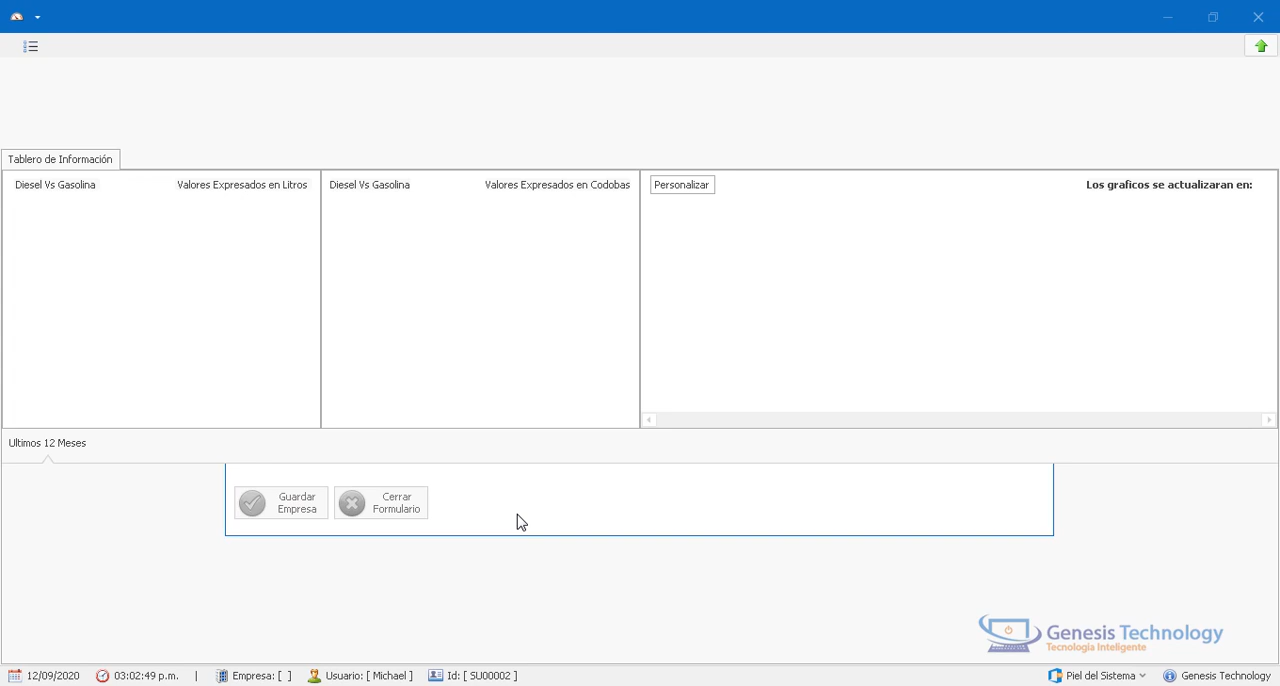 Tablero de Información
Diesel Vs Gasolina
Valores Expresados en Litros
Diesel Vs Gasolina
Valores Expresados en Codobas
Personalizar
Los graficos se actualizaran en:
Ultimos 12 Meses
Guardar
Empresa
Cerrar
Formulario
Genesis Technology
Tecnología Inteligente
12/09/2020
03:02:49 p.m.
|
Empresa: [ ]
Usuario: [ Michael ]
Id: [ SU00002 ]
Piel del Sistema
Genesis Technology